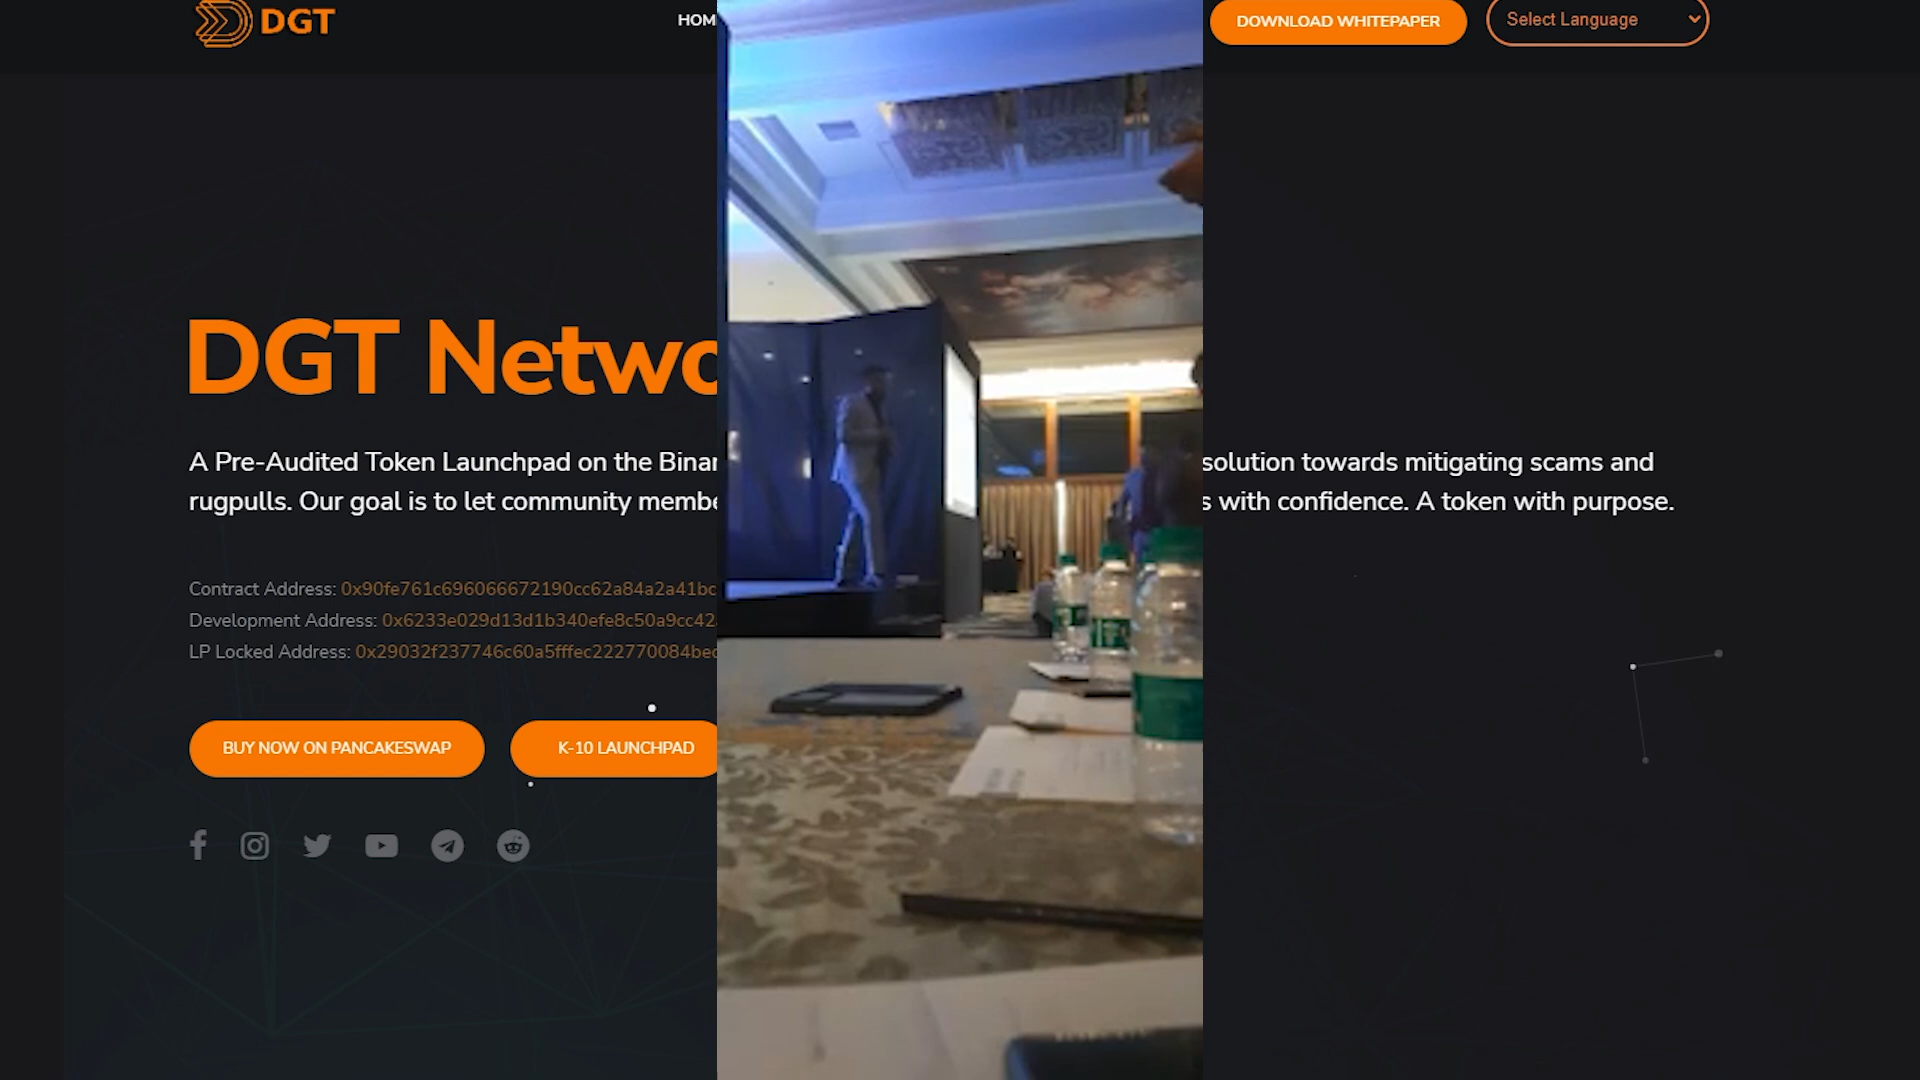 DGT
HOM
DOWNLOAD WHITEPAPER
Select Language
DGT Netwo
A Pre-Audited Token Launchpad on the Binar
solution towards mitigating scams and
rugpulls. Our goal is to let community membe
s with confidence. A token with purpose.
Contract Address: 0x90fe761c696066672190cc62a84a2a41bc
Development Address: 0x6233e029d13d1b340efe8c50a9cc42
LP Locked Address: 0x29032f237746c60a5fffec222770084bec
BUY NOW ON PANCAKESWAP
K-10 LAUNCHPAD